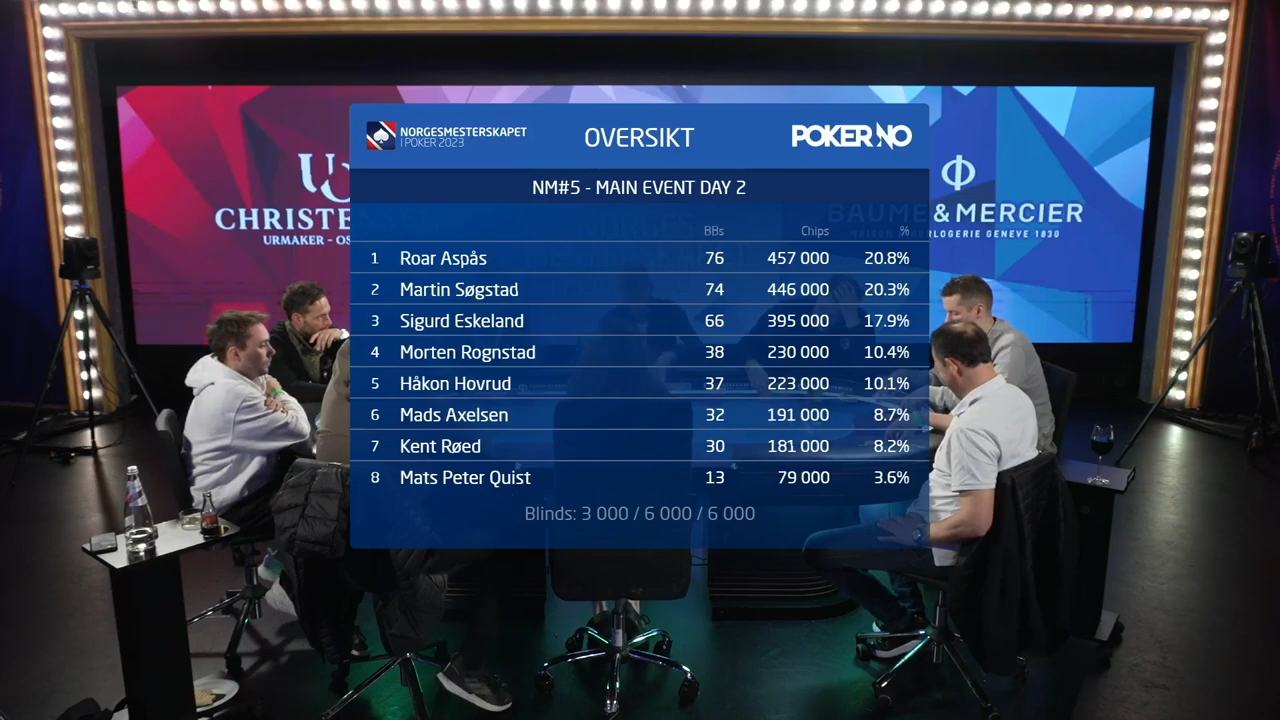 NORGESMESTERSKAPET
I POKER 2023
OVERSIKT
POKER NO
NM#5 - MAIN EVENT DAY 2
BBs Chips %
1 Roar Aspås 76 457 000 20.8%
2 Martin Søgstad 74 446 000 20.3%
3 Sigurd Eskeland 66 395 000 17.9%
4 Morten Rognstad 38 230 000 10.4%
5 Håkon Hovrud 37 223 000 10.1%
6 Mads Axelsen 32 191 000 8.7%
7 Kent Røed 30 181 000 8.2%
8 Mats Peter Quist 13 79 000 3.6%
Blinds: 3 000 / 6 000 / 6 000
URMAKER - OS
BAUME & MERCIER
GENEVE 1830